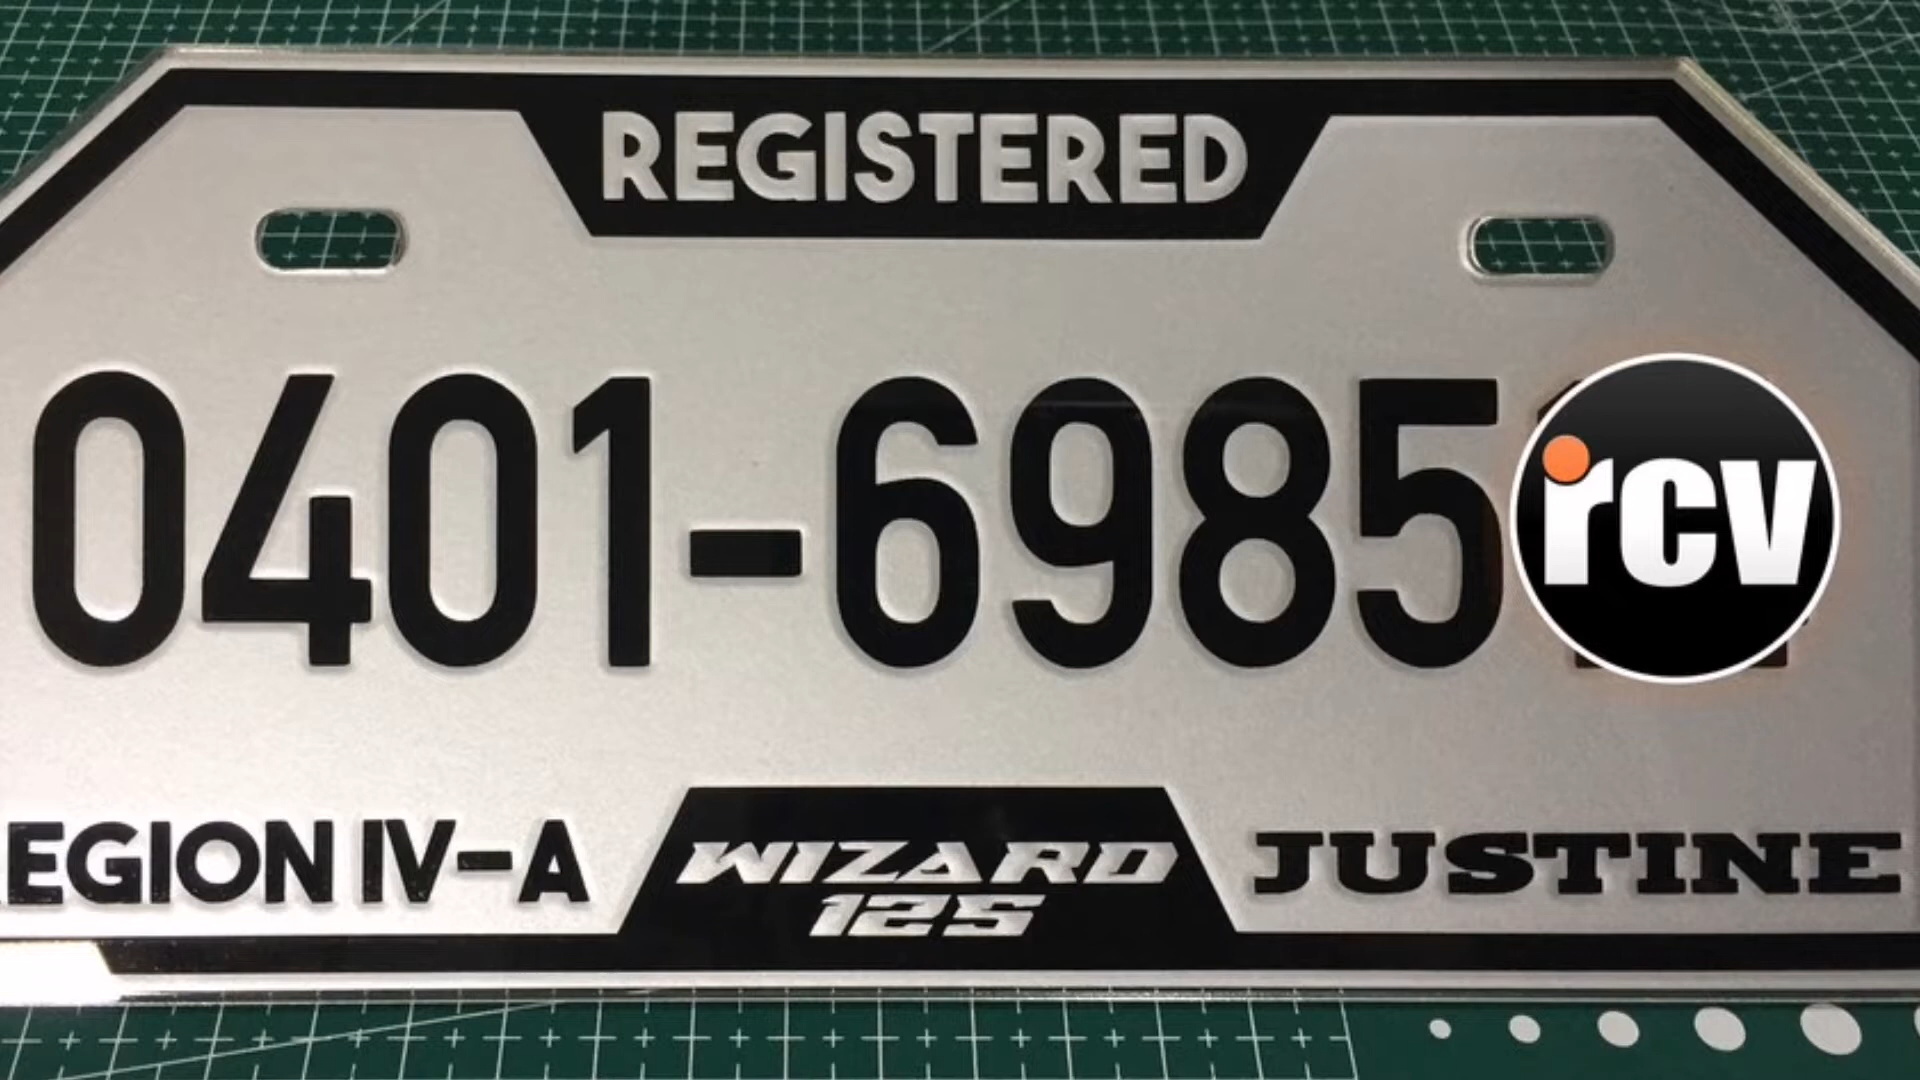 REGISTERED
0401-6985
rcv
EGION IV-A
WIZARD
125
JUSTINE